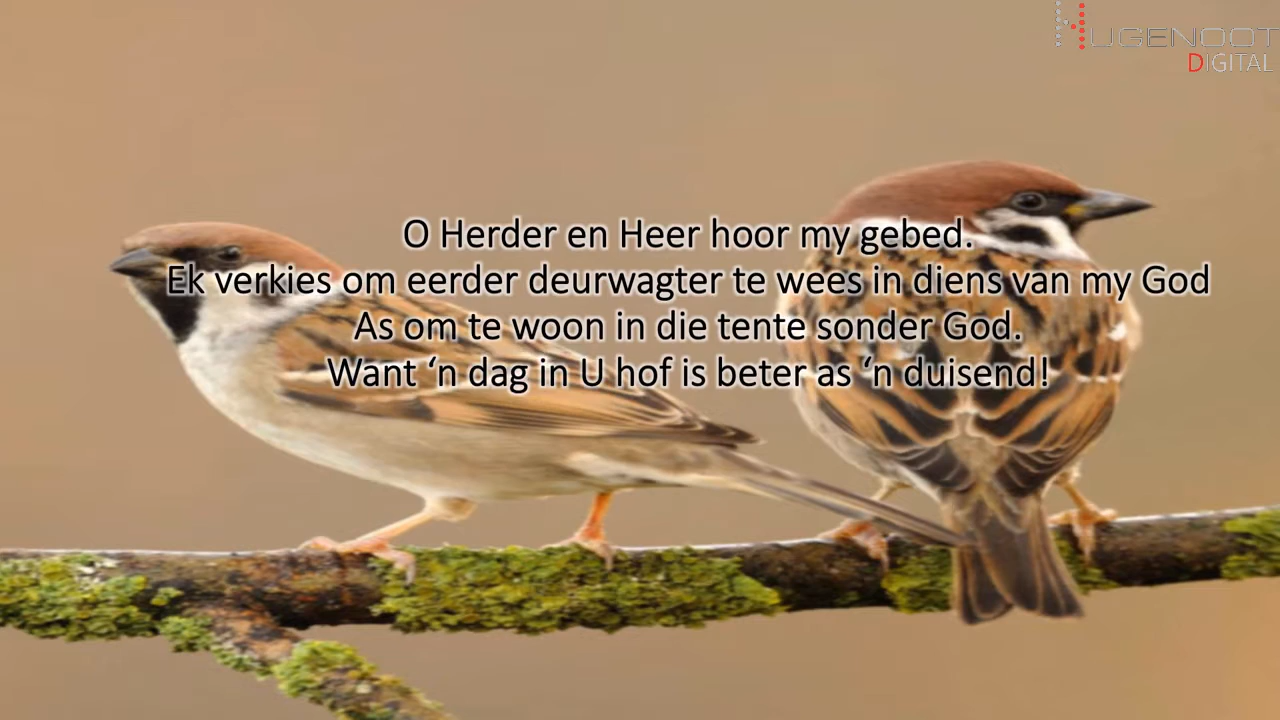 HUGENOOT
DIGITAL
O Herder en Heer hoor my gebed.
Ek verkies om eerder deurwagter te wees in diens van my God
As om te woon in die tente sonder God.
Want ‘n dag in U hof is beter as ‘n duisend!